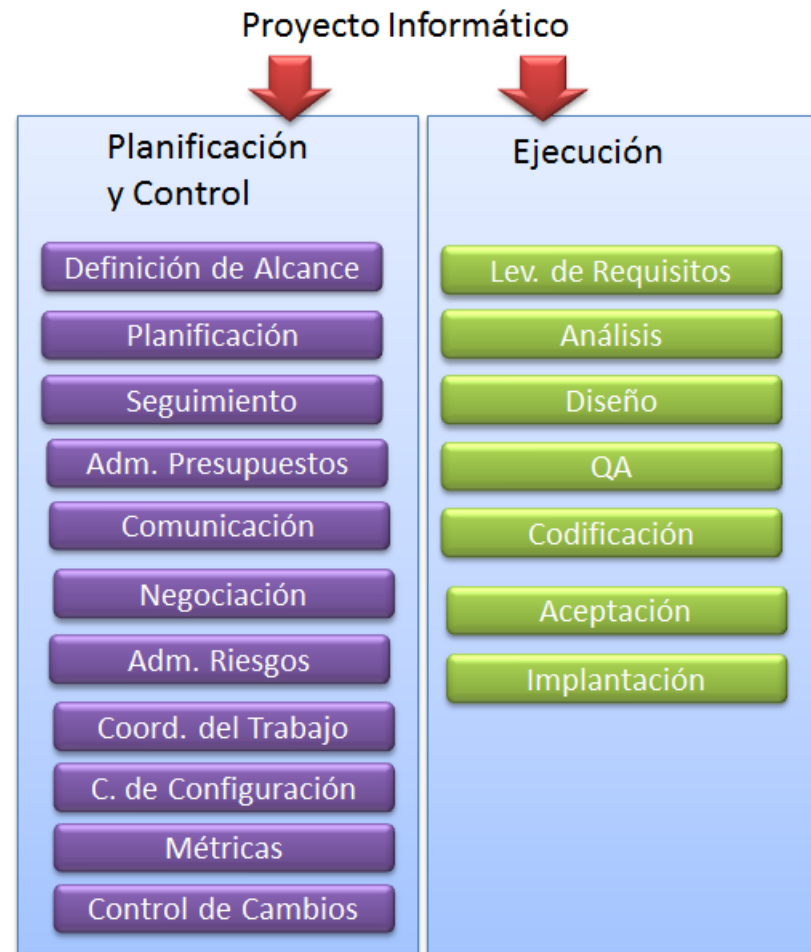 Proyecto Informático
Planificación
y Control
Definición de Alcance
Planificación
Seguimiento
Adm. Presupuestos
Comunicación
Negociación
Adm. Riesgos
Coord. del Trabajo
C. de Configuración
Métricas
Control de Cambios
Ejecución
Lev. de Requisitos
Análisis
Diseño
QA
Codificación
Aceptación
Implantación